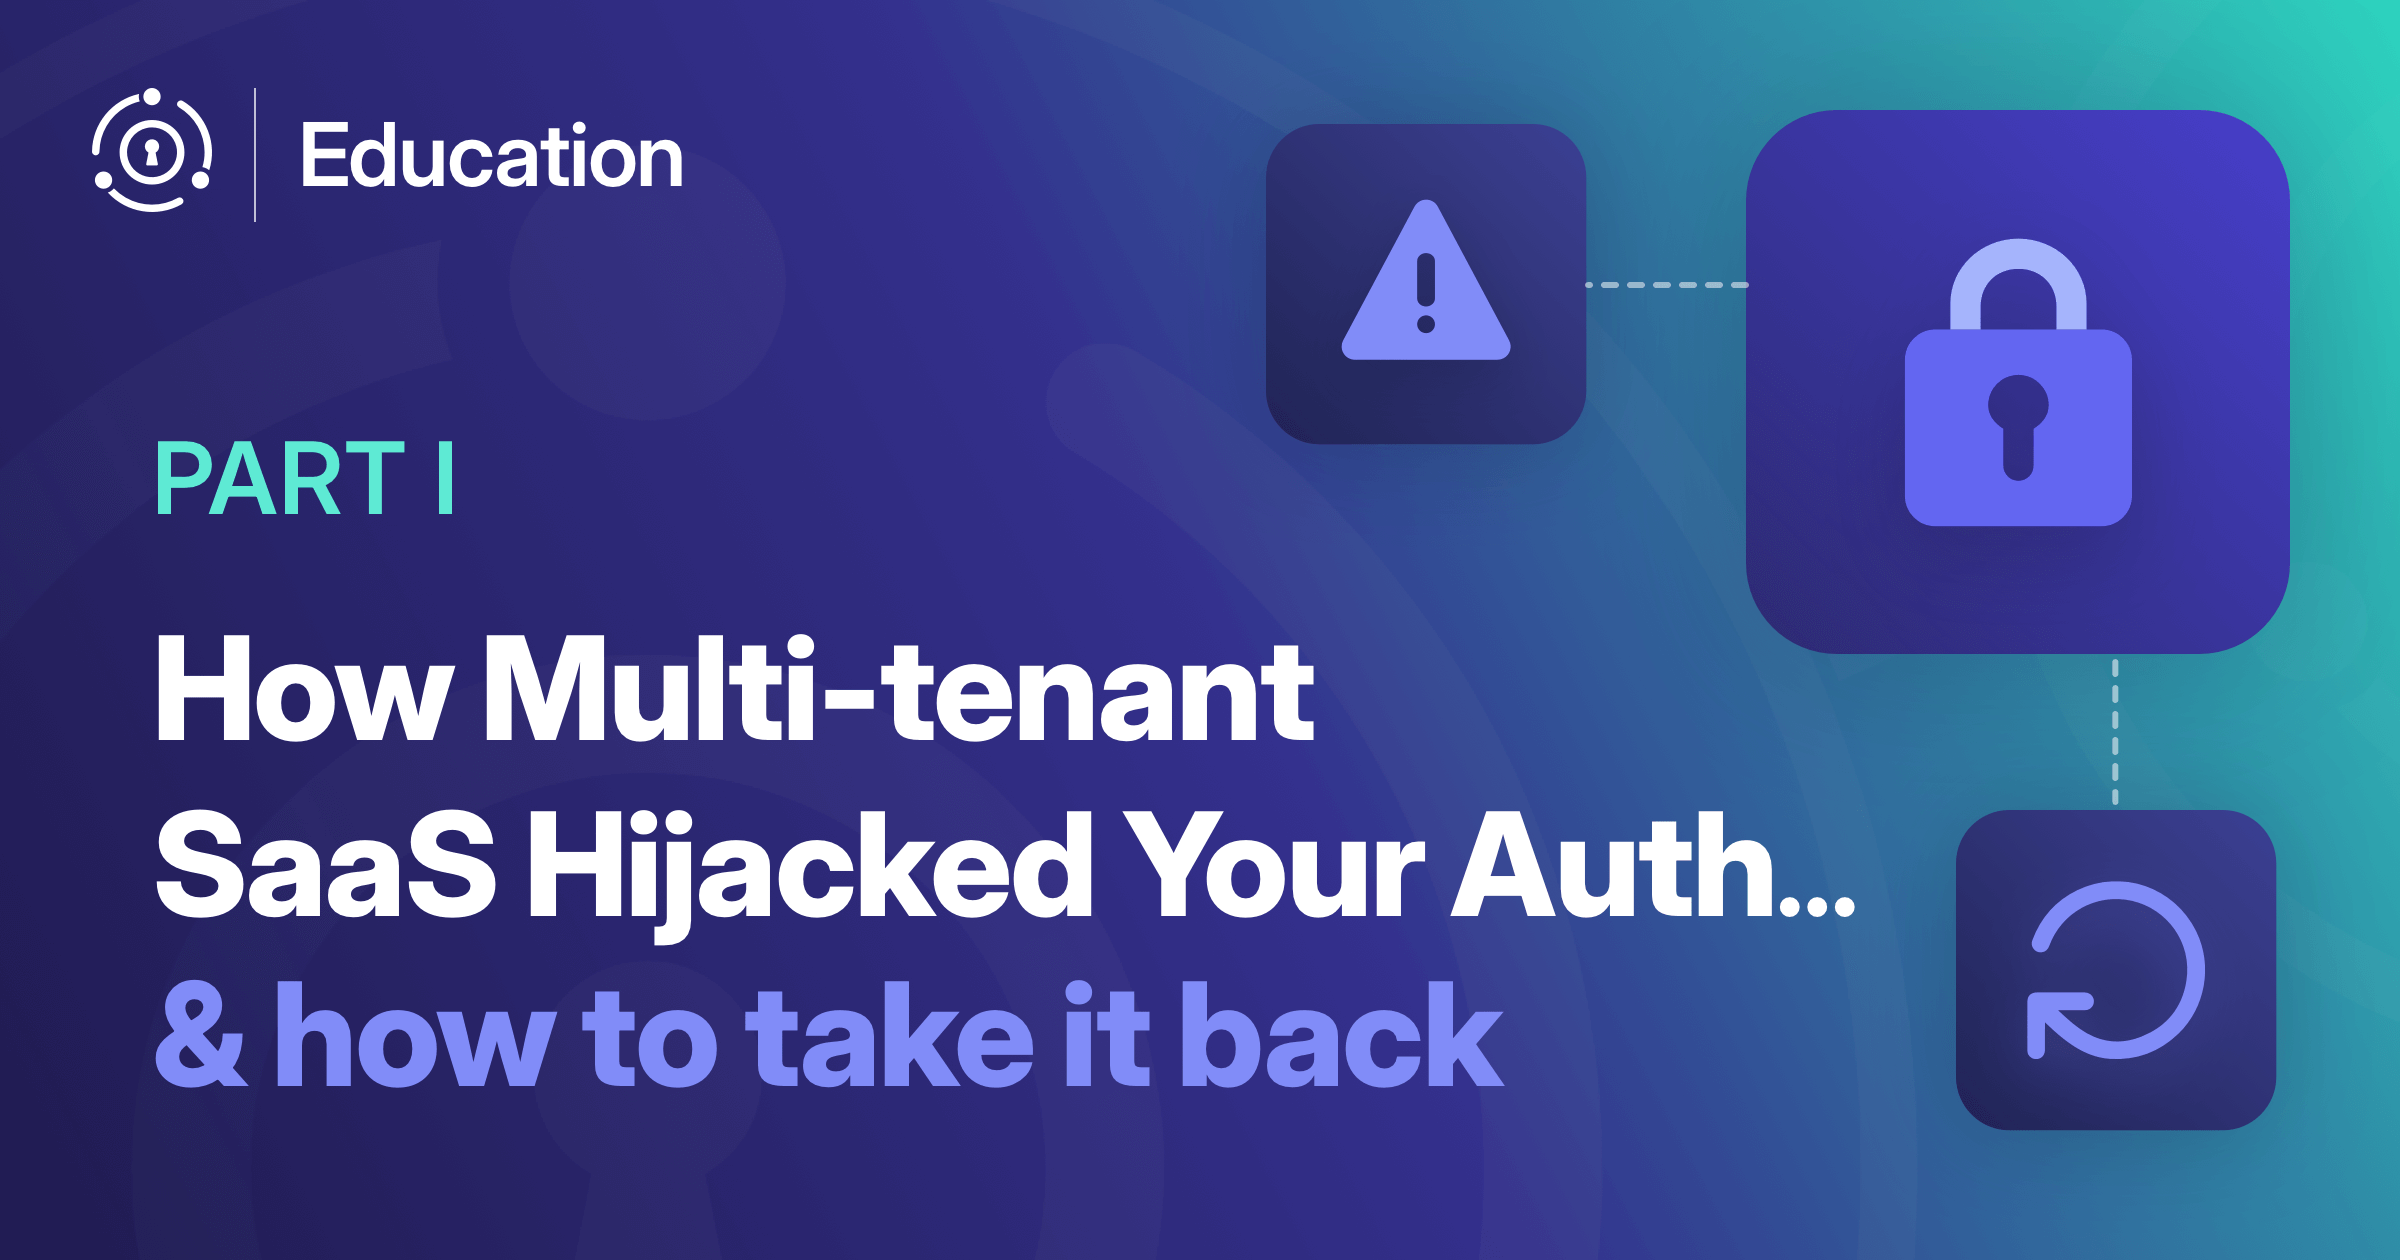 Education
PART I
How Multi-tenant
SaaS Hijacked Your Auth...
& how to take it back